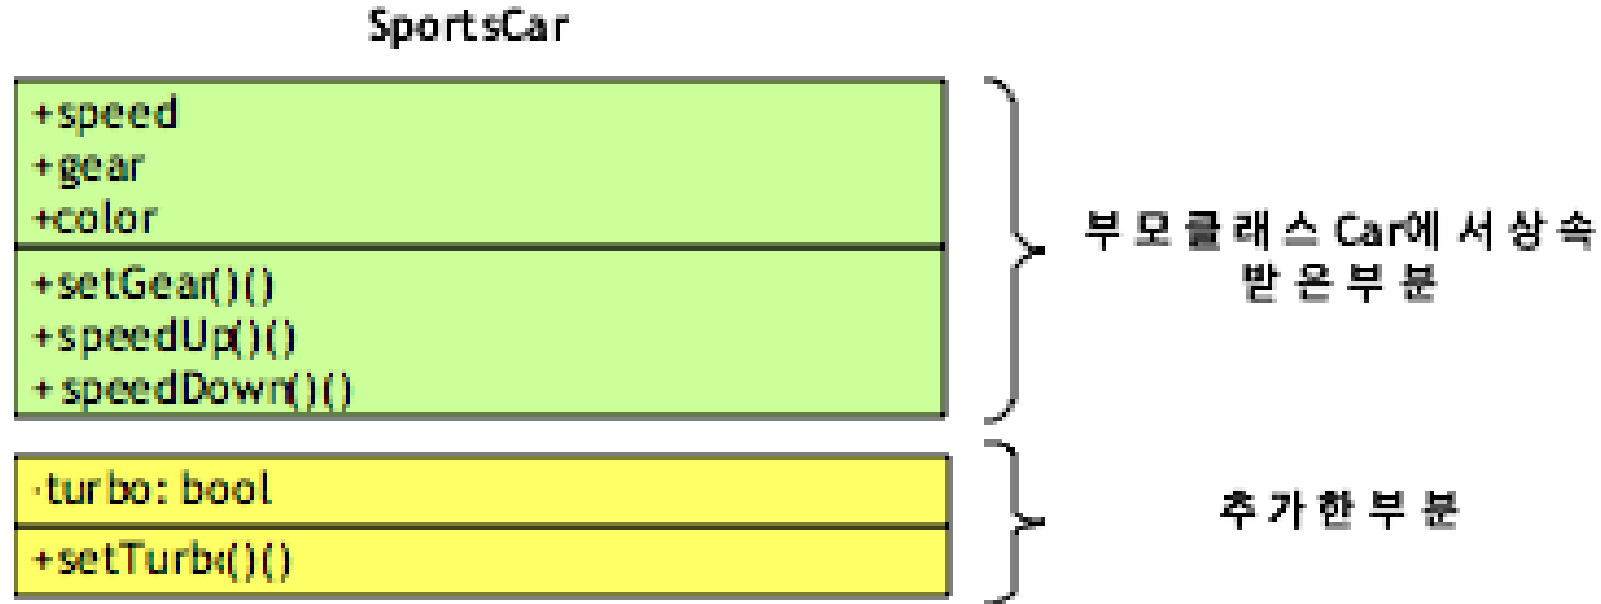 SportsCar
+speed
+gear
+color
+setGear()()
+speedUp()()
+speedDown()()
부모클래스 Car에서상속
받은부분
-turbo: bool
+setTurbo()()
추가한부분